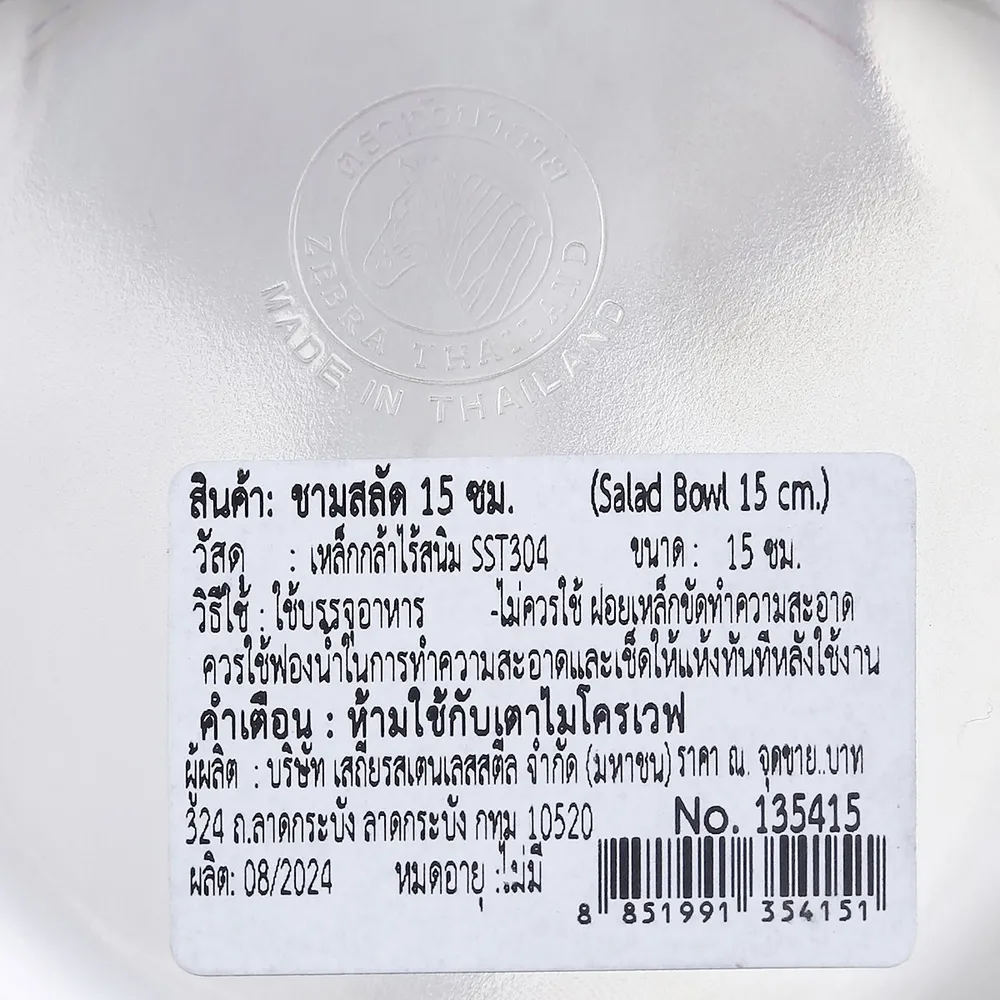 ตราหัวม้าลาย
ZEBRA THAILAND
MADE IN THAILAND
สินค้า: ชามสลัด 15 ซม. (Salad Bowl 15 cm.)
วัสดุ : เหล็กกล้าไร้สนิม SST304 ขนาด : 15 ซม.
วิธีใช้ : ใช้บรรจุอาหาร -ไม่ควรใช้ ฝอยเหล็กขัดทำความสะอาด
ควรใช้ฟองน้ำในการทำความสะอาดและเช็ดให้แห้งทันทีหลังใช้งาน
คำเตือน : ห้ามใช้กับเตาไมโครเวฟ
ผู้ผลิต : บริษัท เสถียรสเตนเลสสตีล จำกัด (มหาชน) ราคา ณ จุดขาย..บาท
324 ถ.ลาดกระบัง ลาดกระบัง กทม 10520 No. 135415
ผลิต: 08/2024 หมดอายุ :ไม่มี
8 851991 354151